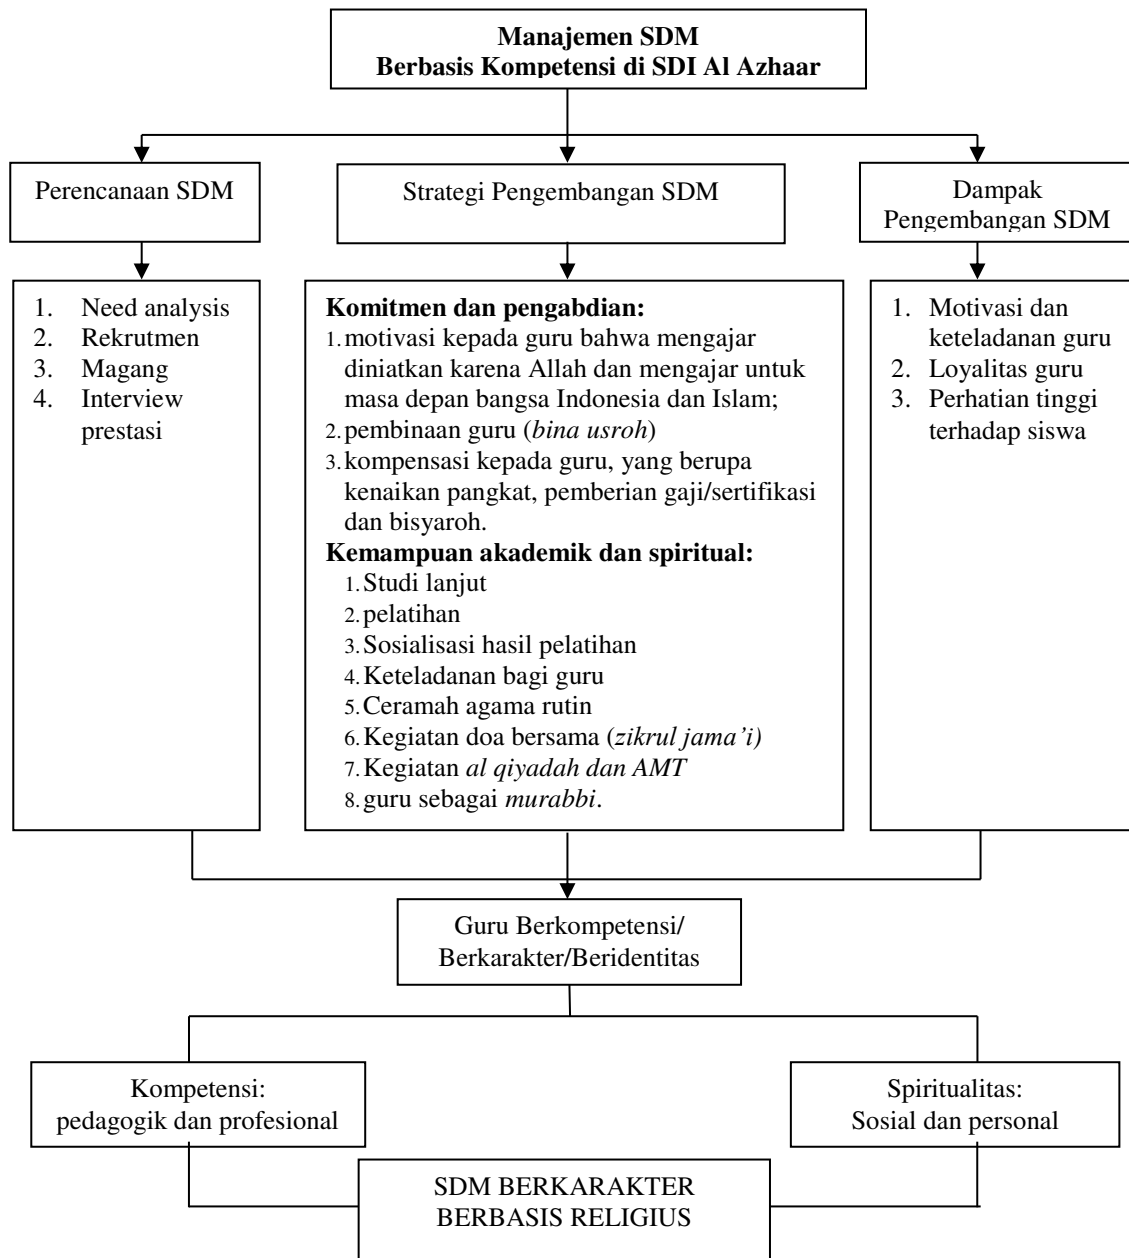 Manajemen SDM
Berbasis Kompetensi di SDI Al Azhaar
Perencanaan SDM
Strategi Pengembangan SDM
Dampak
Pengembangan SDM
1. Need analysis
2. Rekrutmen
3. Magang
4. Interview
prestasi
Komitmen dan pengabdian:
1. motivasi kepada guru bahwa mengajar
diniatkan karena Allah dan mengajar untuk
masa depan bangsa Indonesia dan Islam;
2. pembinaan guru (bina usroh)
3. kompensasi kepada guru, yang berupa
kenaikan pangkat, pemberian gaji/sertifikasi
dan bisyaroh.
Kemampuan akademik dan spiritual:
1. Studi lanjut
2. pelatihan
3. Sosialisasi hasil pelatihan
4. Keteladanan bagi guru
5. Ceramah agama rutin
6. Kegiatan doa bersama (zikrul jama’i)
7. Kegiatan al qiyadah dan AMT
8. guru sebagai murabbi.
1. Motivasi dan
keteladanan guru
2. Loyalitas guru
3. Perhatian tinggi
terhadap siswa
Guru Berkompetensi/
Berkarakter/Beridentitas
Kompetensi:
pedagogik dan profesional
Spiritualitas:
Sosial dan personal
SDM BERKARAKTER
BERBASIS RELIGIUS